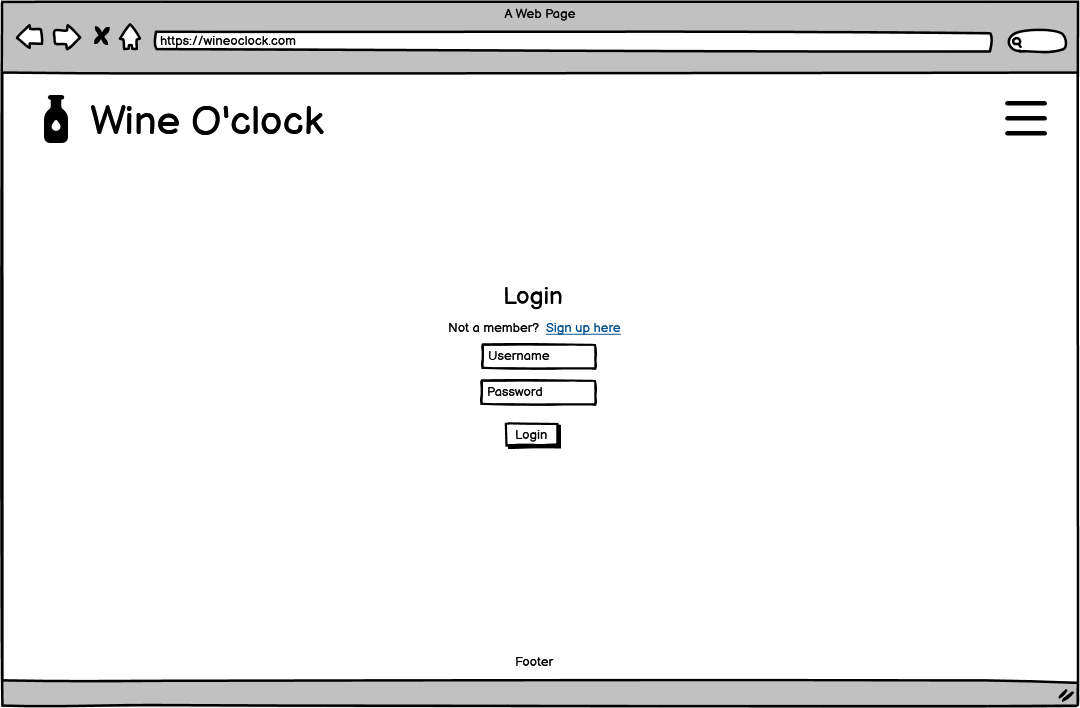 A Web Page
https://wineoclock.com
Wine O'clock
Login
Not a member? Sign up here
Username
Password
Login
Footer